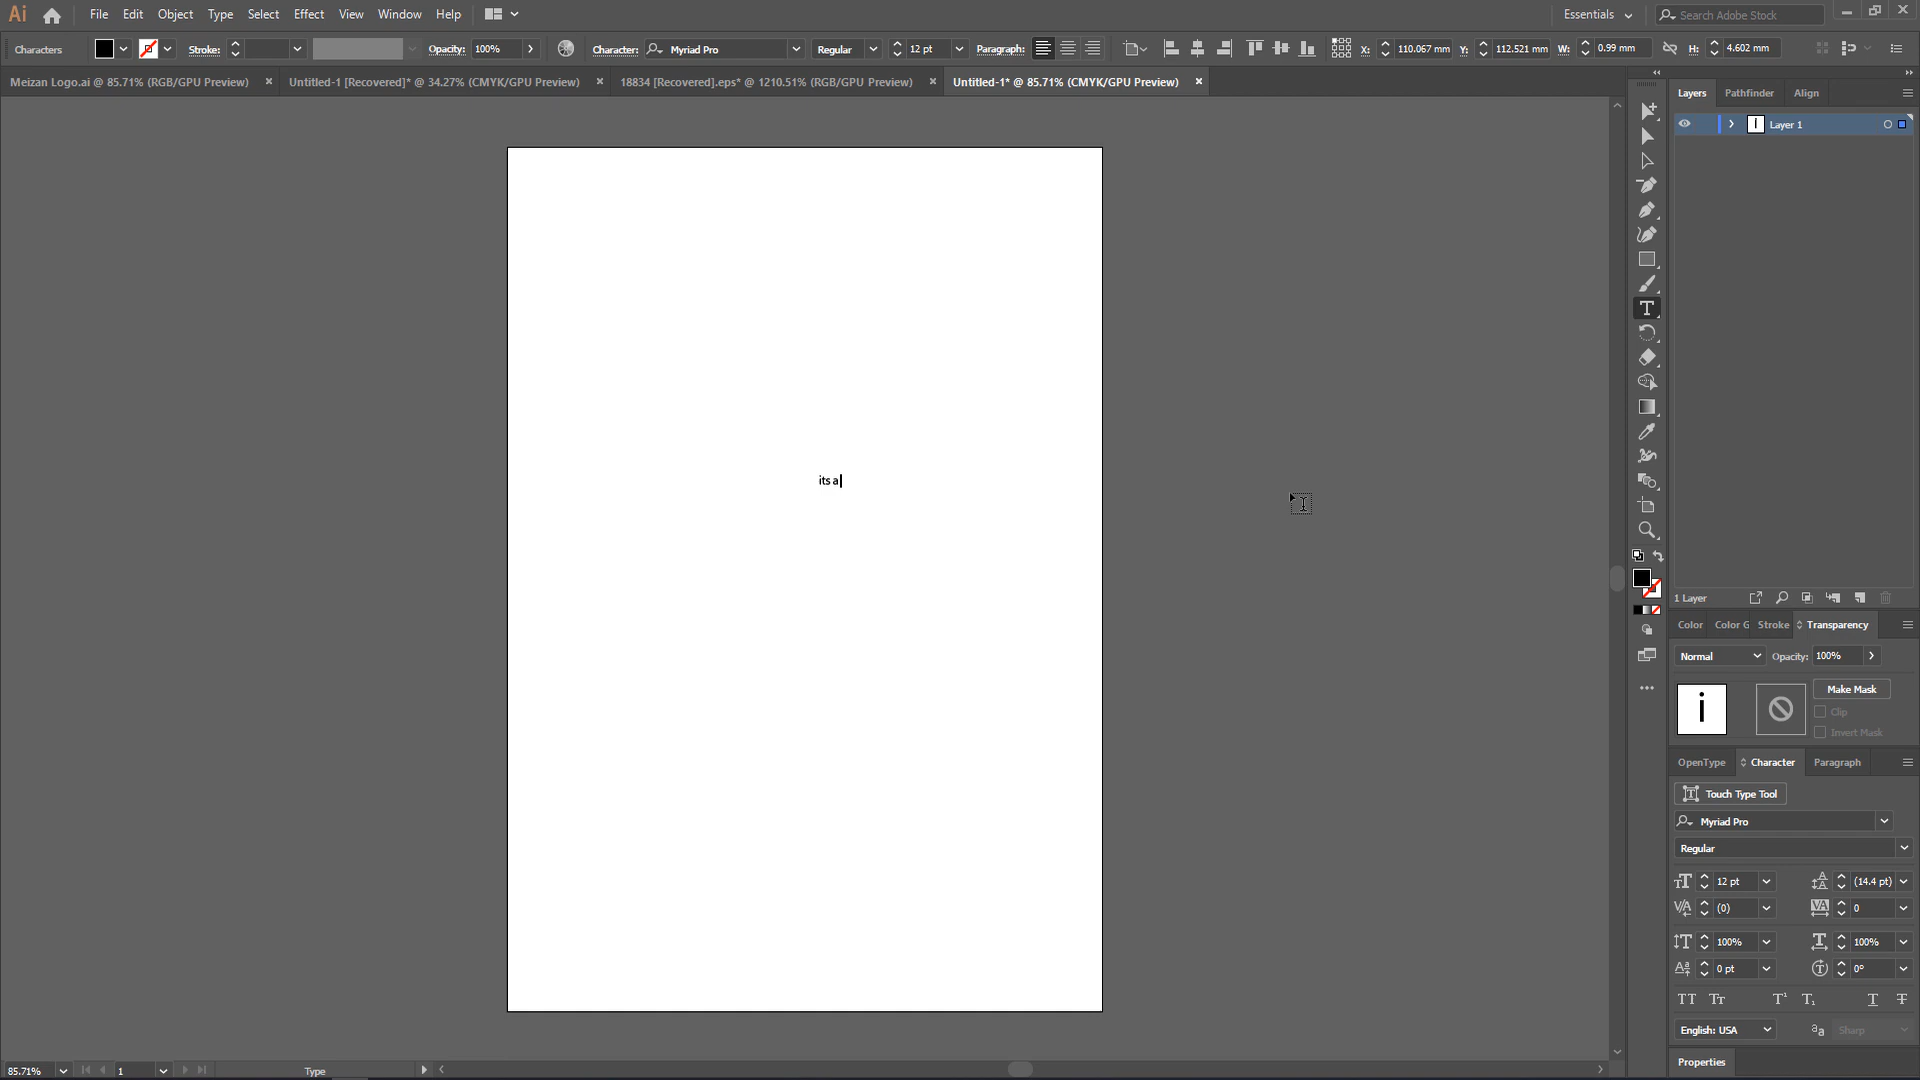 Ai File Edit Object Type Select Effect View Window Help Essentials Search Adobe Stock
Characters Stroke: Opacity: 100% Character: Myriad Pro Regular 12 pt Paragraph: X: 110.067 mm Y: 112.521 mm W: 0.99 mm H: 4.602 mm
Meizan Logo.ai @ 85.71% (RGB/GPU Preview) Untitled-1 [Recovered]* @ 34.27% (CMYK/GPU Preview) 18834 [Recovered].eps* @ 1210.51% (RGB/GPU Preview) Untitled-1* @ 85.71% (CMYK/GPU Preview)
Layers Pathfinder Align
Layer 1
its a
1 Layer
Color Color G Stroke Transparency
Normal Opacity: 100%
i
Make Mask
Clip
Invert Mask
OpenType Character Paragraph
Touch Type Tool
Myriad Pro
Regular
12 pt (14.4 pt)
(0) 0
100% 100%
0 pt 0°
English: USA Sharp
Properties
85.71% 1 Type